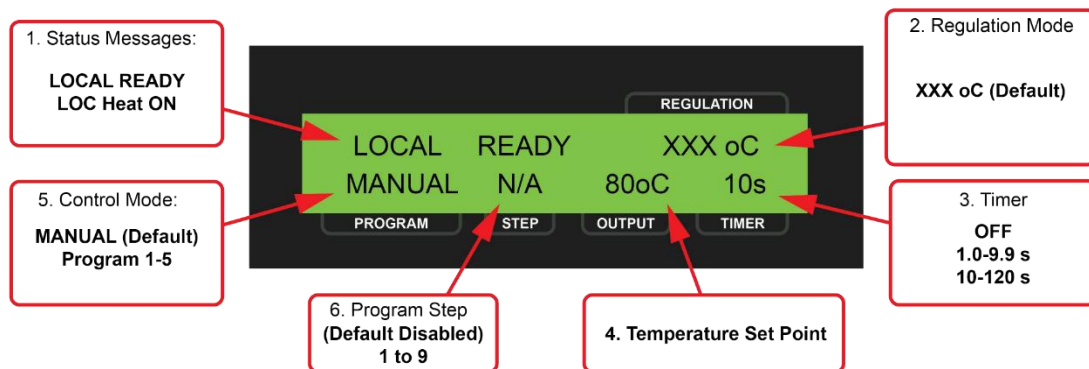 1. Status Messages:
LOCAL READY
LOC Heat ON
2. Regulation Mode
XXX oC (Default)
REGULATION
LOCAL READY XXX oC
MANUAL N/A 80oC 10s
PROGRAM STEP OUTPUT TIMER
5. Control Mode:
MANUAL (Default)
Program 1-5
3. Timer
OFF
1.0-9.9 s
10-120 s
6. Program Step
(Default Disabled)
1 to 9
4. Temperature Set Point